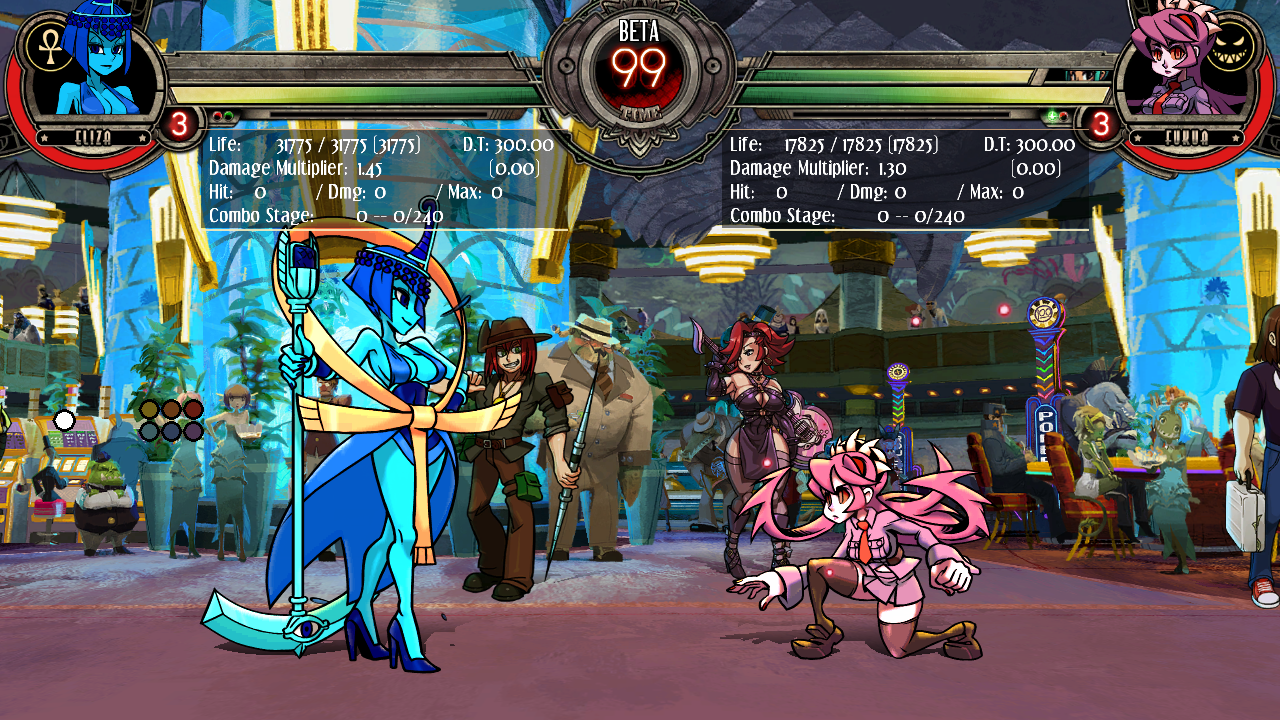 BETA
99
TIME
ELIZA
FUKUA
3
3
Life: 31775 / 31775 (31775) D.T: 300.00
Damage Multiplier: 1.45 (0.00)
Hit: 0 / Dmg: 0 / Max: 0
Combo Stage: 0 -- 0/240
Life: 17825 / 17825 (17825) D.T: 300.00
Damage Multiplier: 1.30 (0.00)
Hit: 0 / Dmg: 0 / Max: 0
Combo Stage: 0 -- 0/240